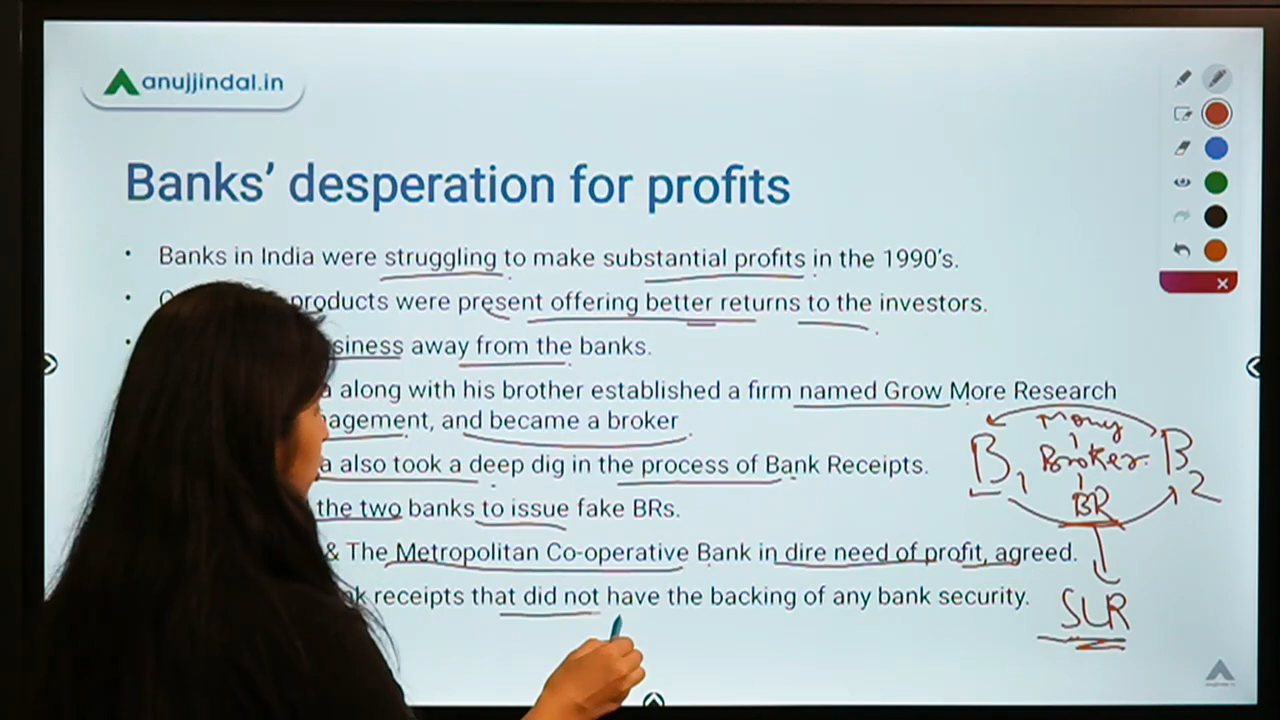 anujjindal.in
Banks’ desperation for profits
• Banks in India were struggling to make substantial profits in the 1990’s.
• products were present offering better returns to the investors.
• away from the banks.
along with his brother established a firm named Grow More Research
and became a broker
also took a deep dig in the process of Bank Receipts.
the two banks to issue fake BRs.
& The Metropolitan Co-operative Bank in dire need of profit, agreed.
receipts that did not have the backing of any bank security.
Money
B1 Broker B2
BR
SLR